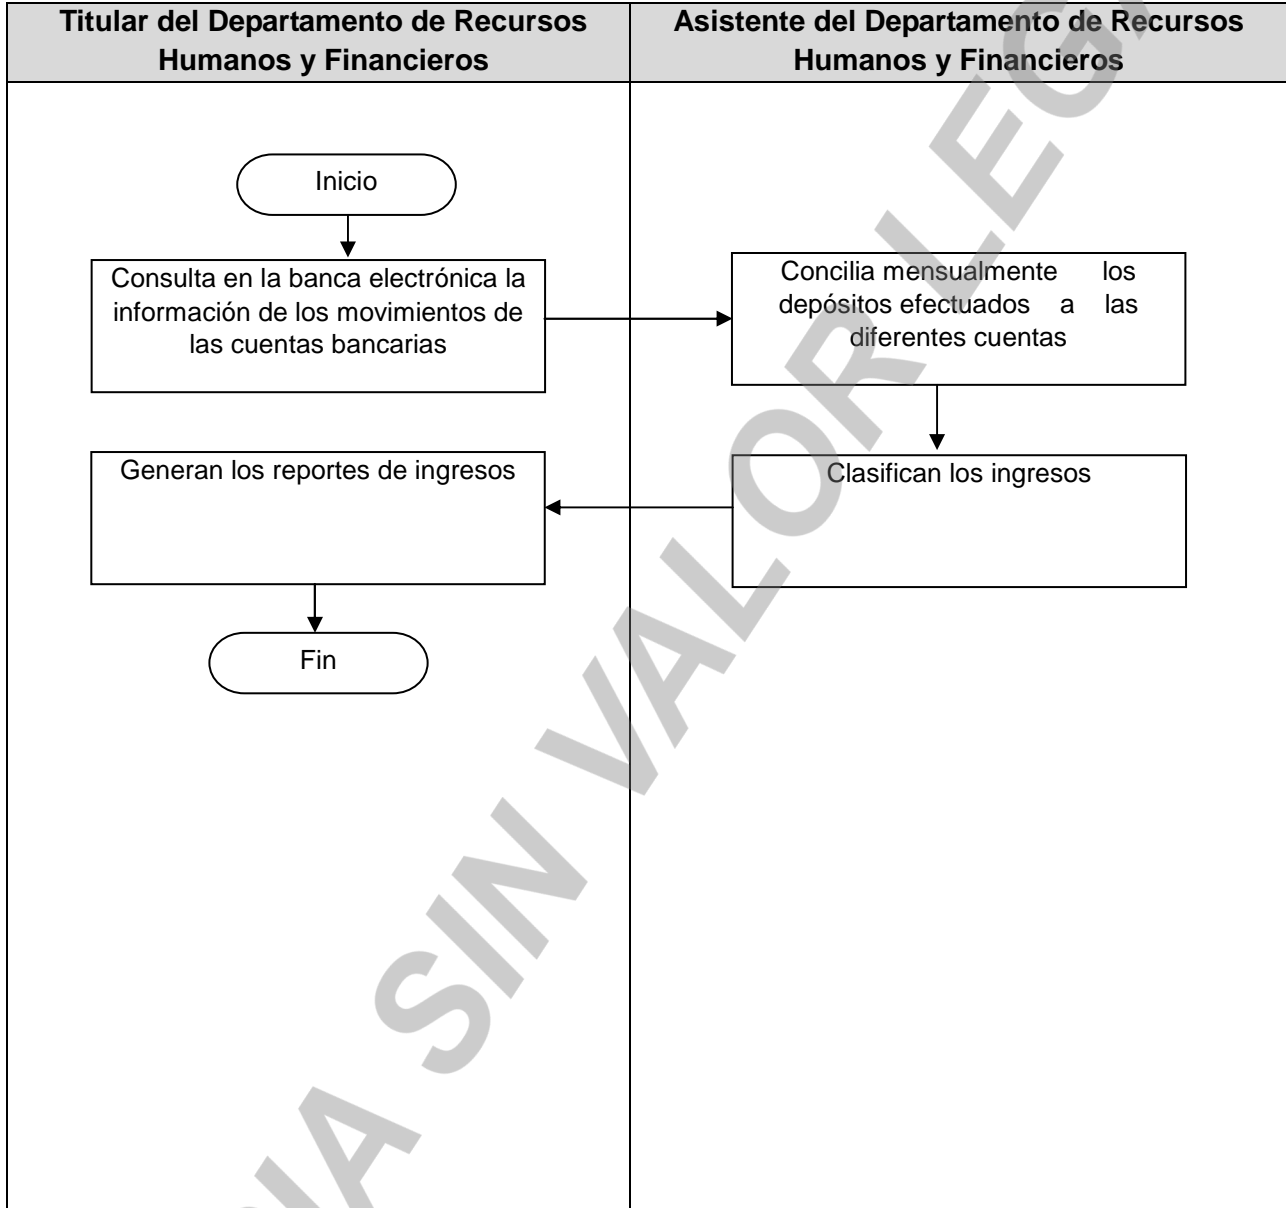 Titular del Departamento de Recursos
Humanos y Financieros
Asistente del Departamento de Recursos
Humanos y Financieros
Inicio
Consulta en la banca electrónica la
información de los movimientos de
las cuentas bancarias
Concilia mensualmente los
depósitos efectuados a las
diferentes cuentas
Generan los reportes de ingresos
Clasifican los ingresos
Fin
SIN VALOR